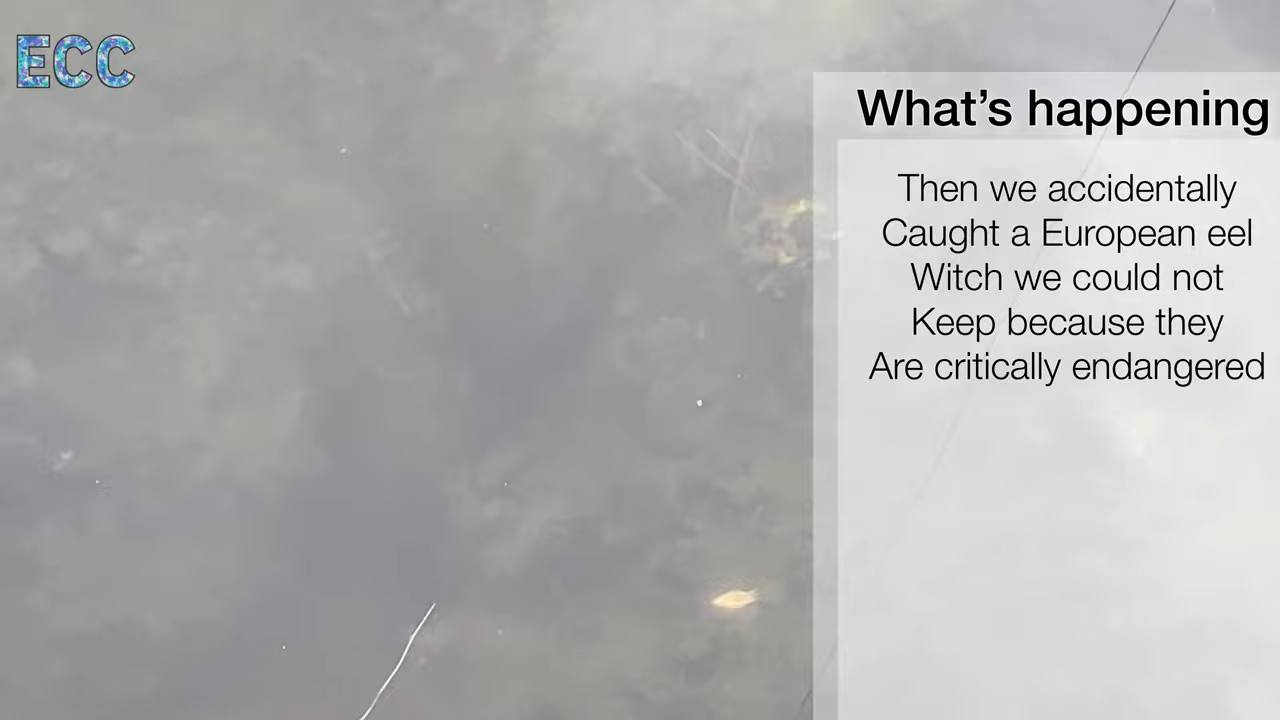 ECC
What's happening
Then we accidentally
Caught a European eel
Witch we could not
Keep because they
Are critically endangered